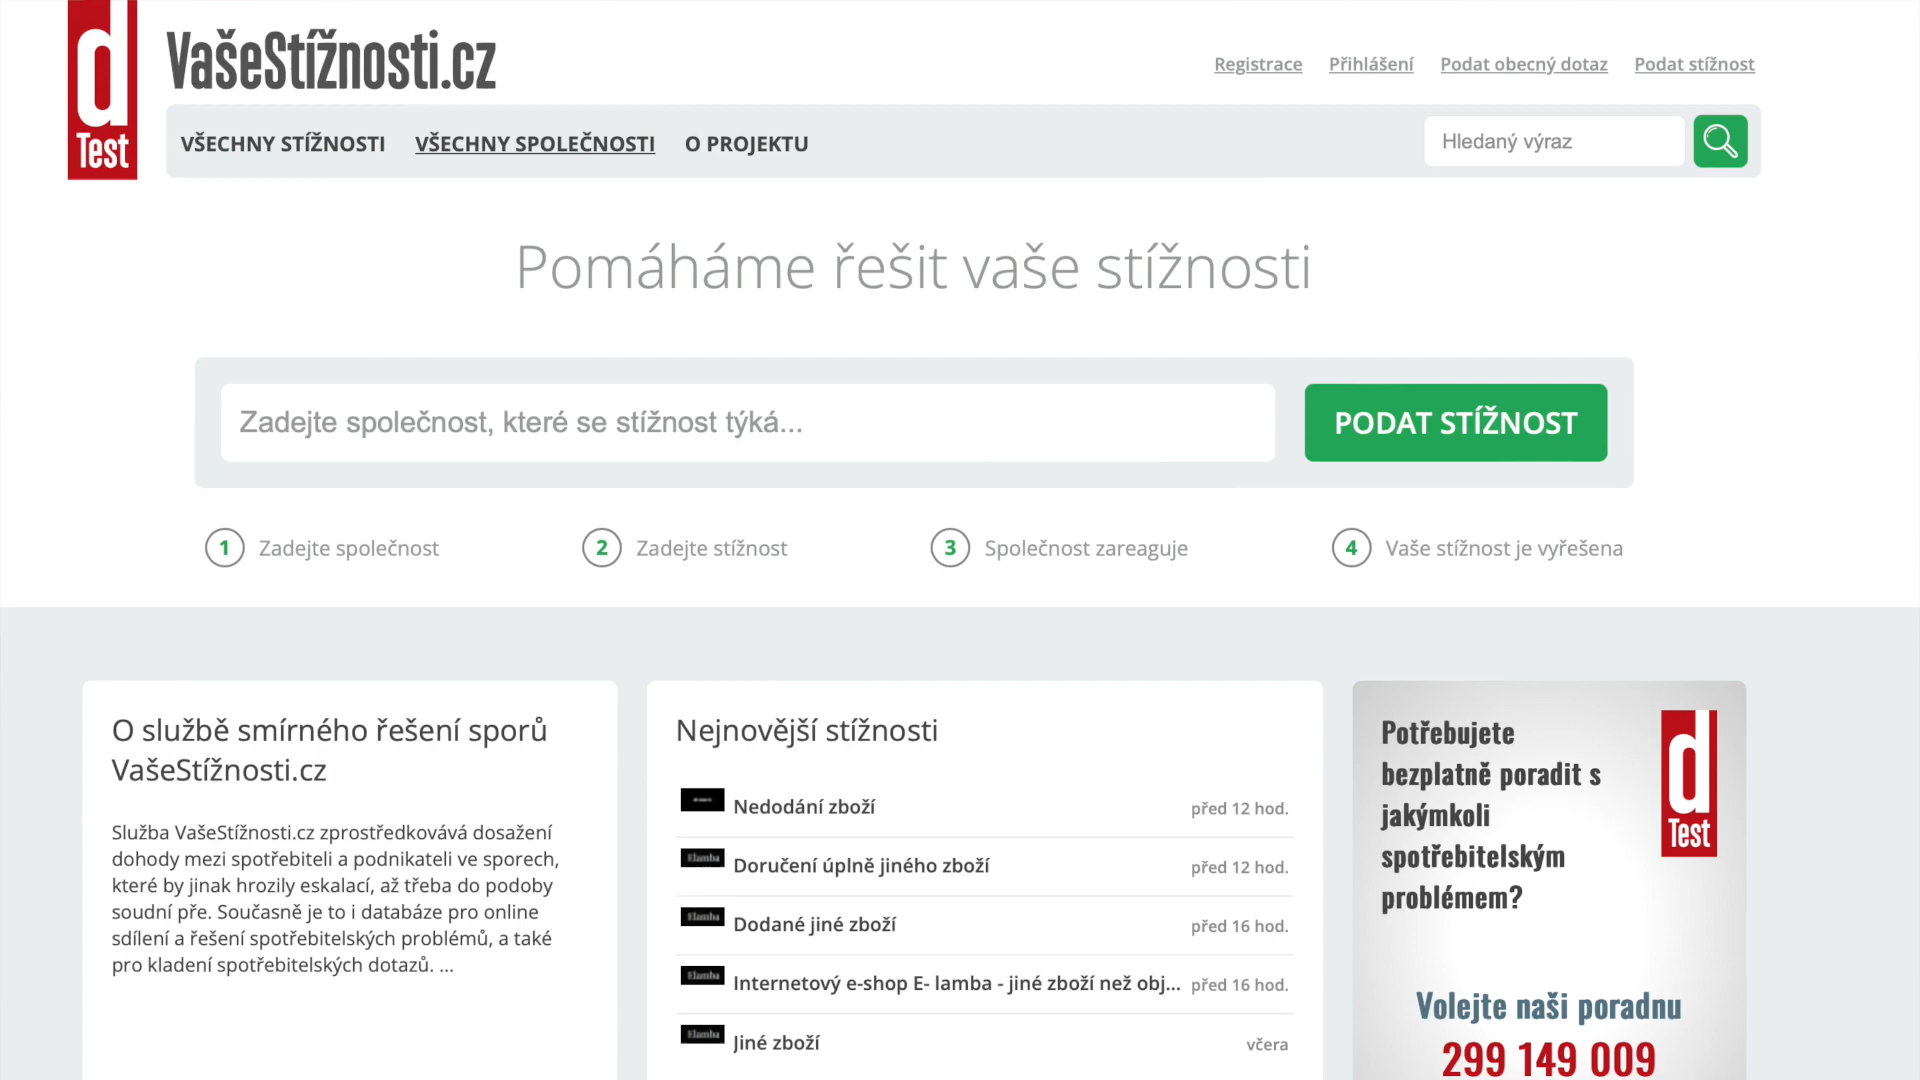 d
Test
VašeStížnosti.cz
Registrace
Přihlášení
Podat obecný dotaz
Podat stížnost
VŠECHNY STÍŽNOSTI
VŠECHNY SPOLEČNOSTI
O PROJEKTU
Hledaný výraz
Pomáháme řešit vaše stížnosti
Zadejte společnost, které se stížnost týká...
PODAT STÍŽNOST
1 Zadejte společnost
2 Zadejte stížnost
3 Společnost zareaguje
4 Vaše stížnost je vyřešena
O službě smírného řešení sporů
VašeStížnosti.cz
Služba VašeStížnosti.cz zprostředkovává dosažení
dohody mezi spotřebiteli a podnikateli ve sporech,
které by jinak hrozily eskalací, až třeba do podoby
soudní pře. Současně je to i databáze pro online
sdílení a řešení spotřebitelských problémů, a také
pro kladení spotřebitelských dotazů. ...
Nejnovější stížnosti
Nedodání zboží před 12 hod.
Elamba Doručení úplně jiného zboží před 12 hod.
Elamba Dodané jiné zboží před 16 hod.
Elamba Internetový e-shop E- lamba - jiné zboží než obj... před 16 hod.
Elamba Jiné zboží včera
Potřebujete
bezplatně poradit s
jakýmkoli
spotřebitelským
problémem?
d
Test
Volejte naši poradnu
299 149 009